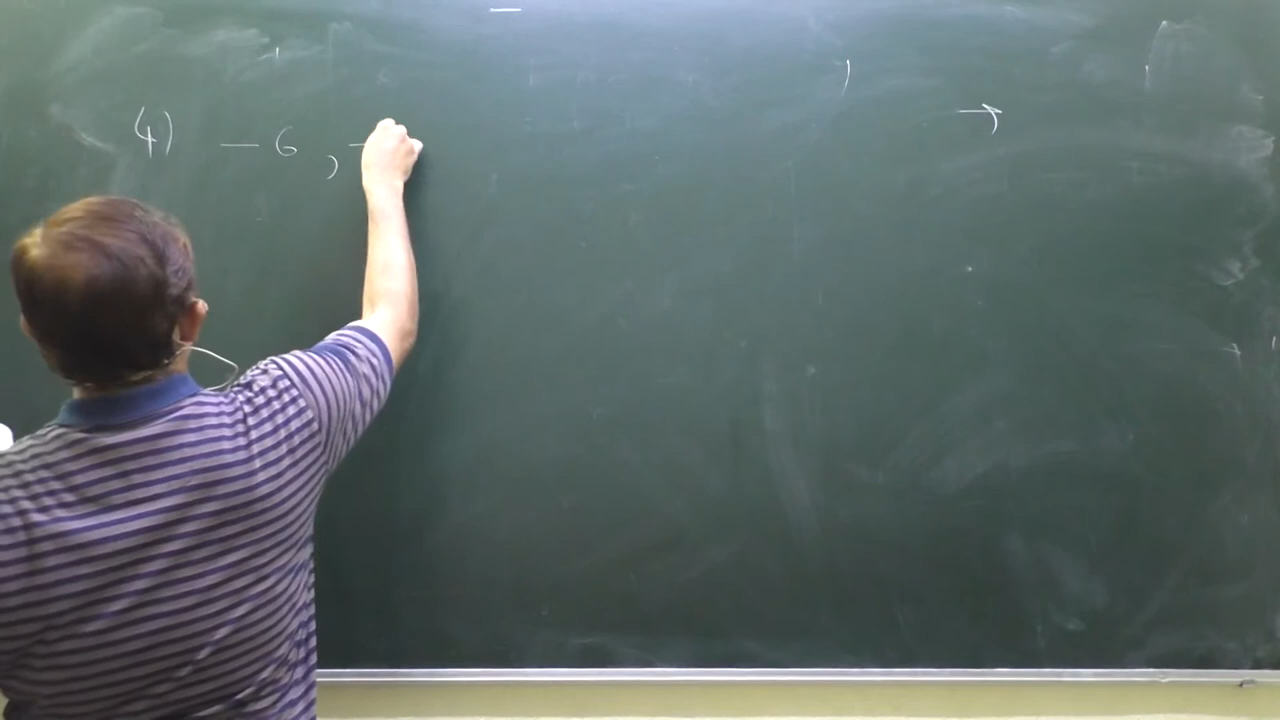 4) — 6 , —